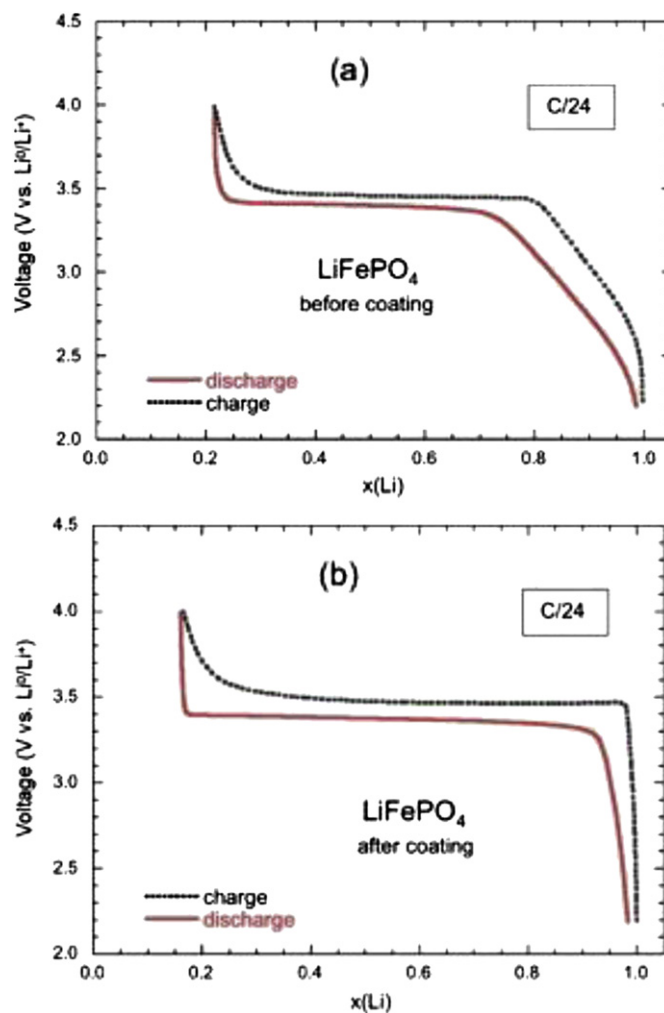 4.5
(a)
C/24
4.0
3.5
3.0
2.5
2.0
Voltage (V vs. Li⁰/Li⁺)
LiFePO₄
before coating
discharge
charge
0.0 0.2 0.4 0.6 0.8 1.0
x(Li)
4.5
(b)
C/24
4.0
3.5
3.0
2.5
2.0
Voltage (V vs. Li⁰/Li⁺)
LiFePO₄
after coating
charge
discharge
0.0 0.2 0.4 0.6 0.8 1.0
x(Li)